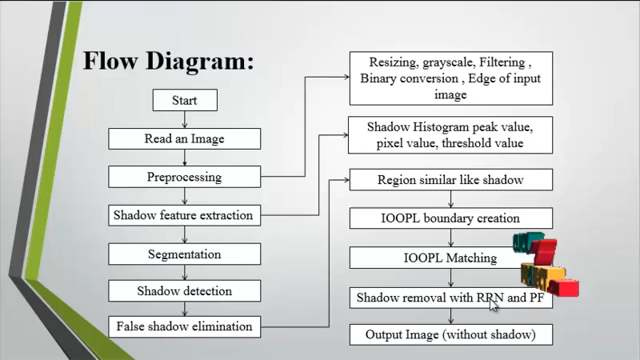 Flow Diagram:
Start
Read an Image
Preprocessing
Shadow feature extraction
Segmentation
Shadow detection
False shadow elimination
Resizing, grayscale, Filtering ,
Binary conversion , Edge of input
image
Shadow Histogram peak value,
pixel value, threshold value
Region similar like shadow
IOOPL boundary creation
IOOPL Matching
Shadow removal with RRN and PF
Output Image (without shadow)